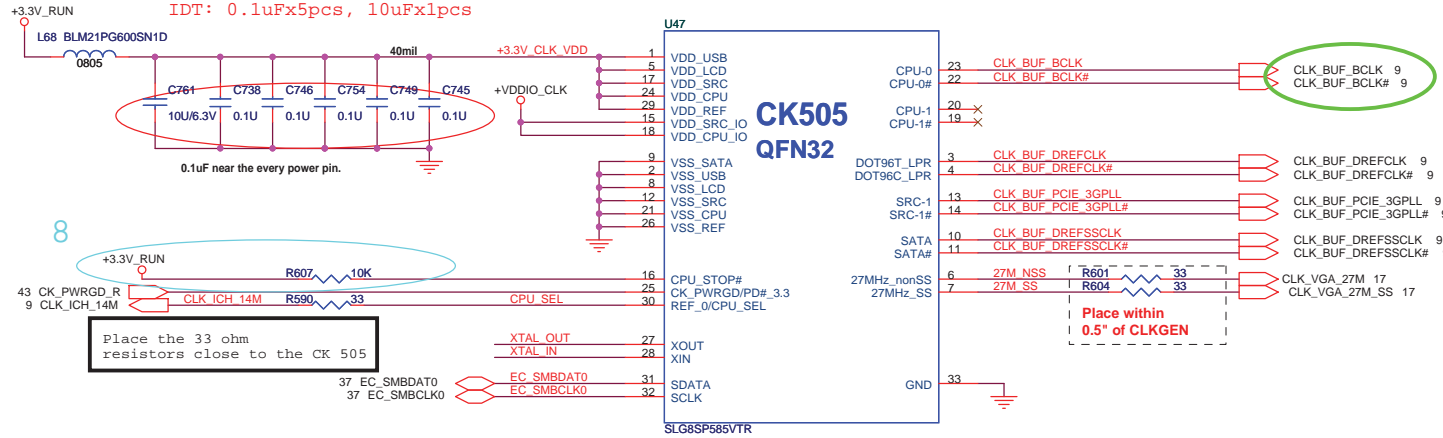 IDT: 0.1uFx5pcs, 10uFx1pcs
+3.3V_RUN
L68 BLM21PG600SN1D
0805
40mil
+3.3V_CLK_VDD
C761
10U/6.3V
C738
0.1U
C746
0.1U
C754
0.1U
C749
0.1U
C745
0.1U
0.1uF near the every power pin.
+VDDIO_CLK
U47
CK505
QFN32
1 VDD_USB
5 VDD_LCD
17 VDD_SRC
24 VDD_CPU
29 VDD_REF
15 VDD_SRC_IO
18 VDD_CPU_IO
9 VSS_SATA
2 VSS_USB
8 VSS_LCD
12 VSS_SRC
21 VSS_CPU
26 VSS_REF
8
+3.3V_RUN
R607 10K
16 CPU_STOP#
43 CK_PWRGD_R
25 CK_PWRGD/PD#_3.3
9 CLK_ICH_14M
CLK_ICH_14M R590 33 CPU_SEL
30 REF_0/CPU_SEL
Place the 33 ohm
resistors close to the CK 505
XTAL_OUT 27 XOUT
XTAL_IN 28 XIN
37 EC_SMBDAT0 EC_SMBDAT0 31 SDATA
37 EC_SMBCLK0 EC_SMBCLK0 32 SCLK
CPU-0 23 CLK_BUF_BCLK CLK_BUF_BCLK 9
CPU-0# 22 CLK_BUF_BCLK# CLK_BUF_BCLK# 9
CPU-1 20
CPU-1# 19
DOT96T_LPR 3 CLK_BUF_DREFCLK CLK_BUF_DREFCLK 9
DOT96C_LPR 4 CLK_BUF_DREFCLK# CLK_BUF_DREFCLK# 9
SRC-1 13 CLK_BUF_PCIE_3GPLL CLK_BUF_PCIE_3GPLL 9
SRC-1# 14 CLK_BUF_PCIE_3GPLL# CLK_BUF_PCIE_3GPLL#
SATA 10 CLK_BUF_DREFSSCLK CLK_BUF_DREFSSCLK 9
SATA# 11 CLK_BUF_DREFSSCLK# CLK_BUF_DREFSSCLK#
27MHz_nonSS 6 27M_NSS R601 33 CLK_VGA_27M 17
27MHz_SS 7 27M_SS R604 33 CLK_VGA_27M_SS 17
Place within
0.5" of CLKGEN
GND 33
SLG8SP585VTR